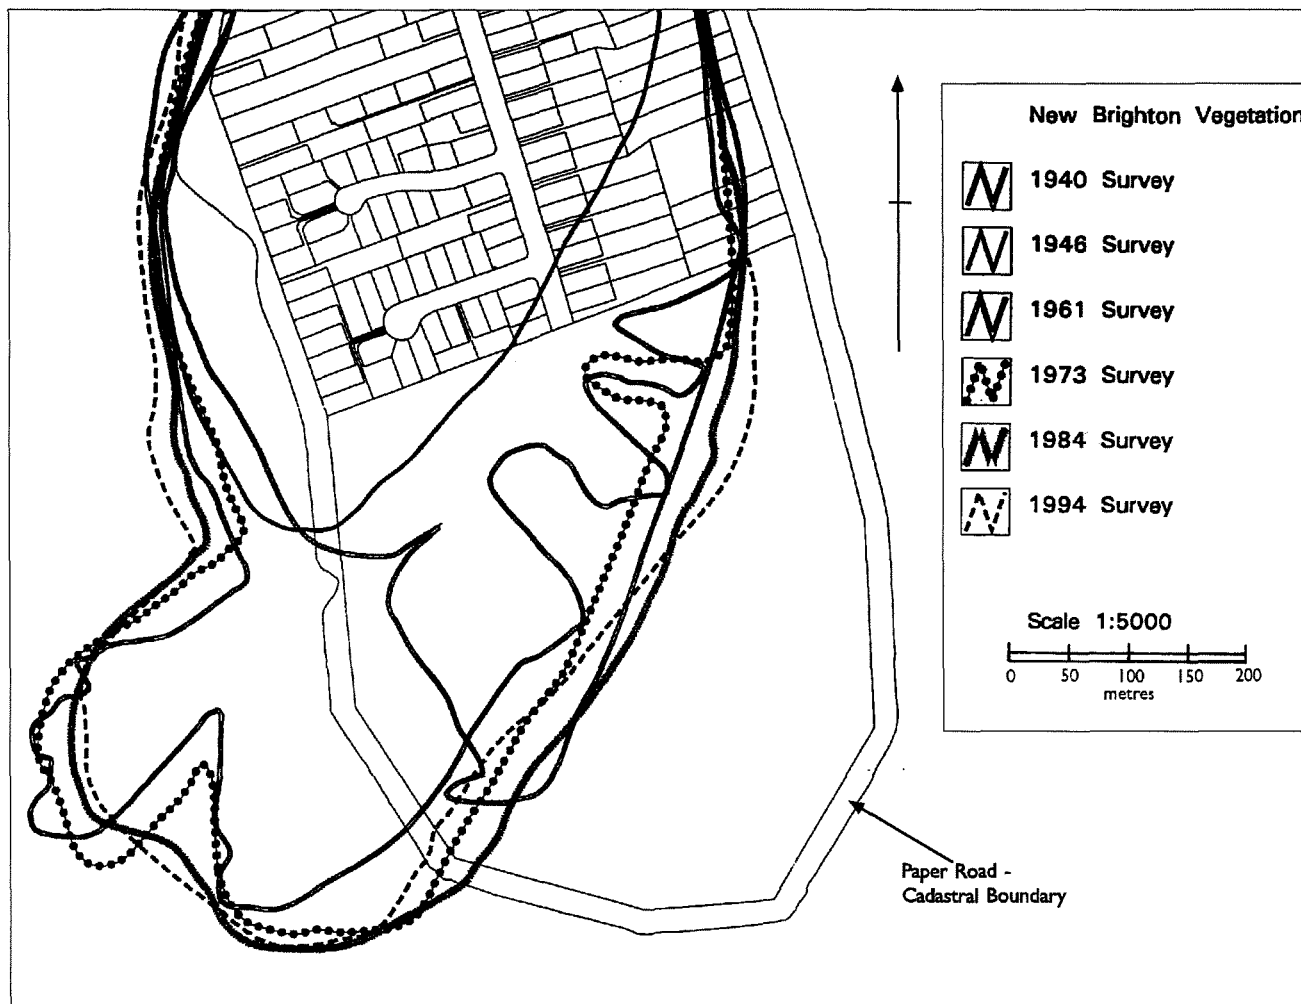 New Brighton Vegetation
1940 Survey
1946 Survey
1961 Survey
1973 Survey
1984 Survey
1994 Survey
Scale 1:5000
0 50 100 150 200
metres
Paper Road -
Cadastral Boundary